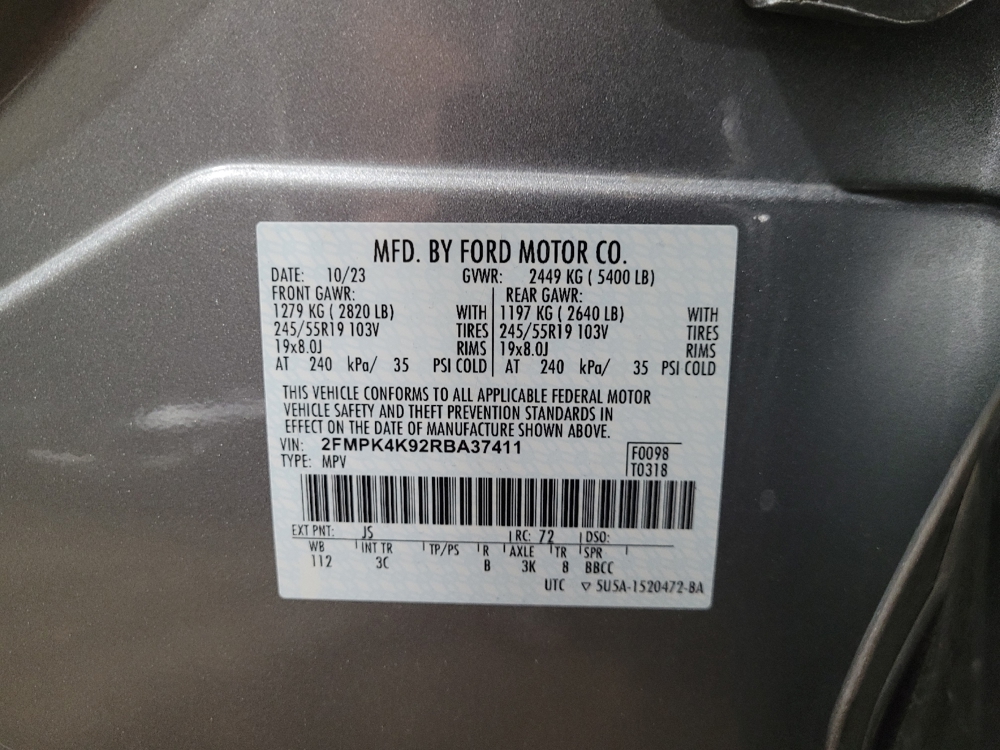 MFD. BY FORD MOTOR CO.
DATE: 10/23 GVWR: 2449 KG ( 5400 LB)
FRONT GAWR: REAR GAWR:
1279 KG ( 2820 LB) WITH 1197 KG ( 2640 LB) WITH
245/55R19 103V TIRES 245/55R19 103V TIRES
19x8.0J RIMS 19x8.0J RIMS
AT 240 kPa/ 35 PSI COLD AT 240 kPa/ 35 PSI COLD
THIS VEHICLE CONFORMS TO ALL APPLICABLE FEDERAL MOTOR
VEHICLE SAFETY AND THEFT PREVENTION STANDARDS IN
EFFECT ON THE DATE OF MANUFACTURE SHOWN ABOVE.
VIN: 2FMPK4K92RBA37411 F0098
TYPE: MPV T0318
EXT PNT: JS RC: 72 DSO:
WB INT TR TP/PS R AXLE TR SPR
112 3C B 3K 8 BBCC
UTC ▽ 5U5A-1520472-BA